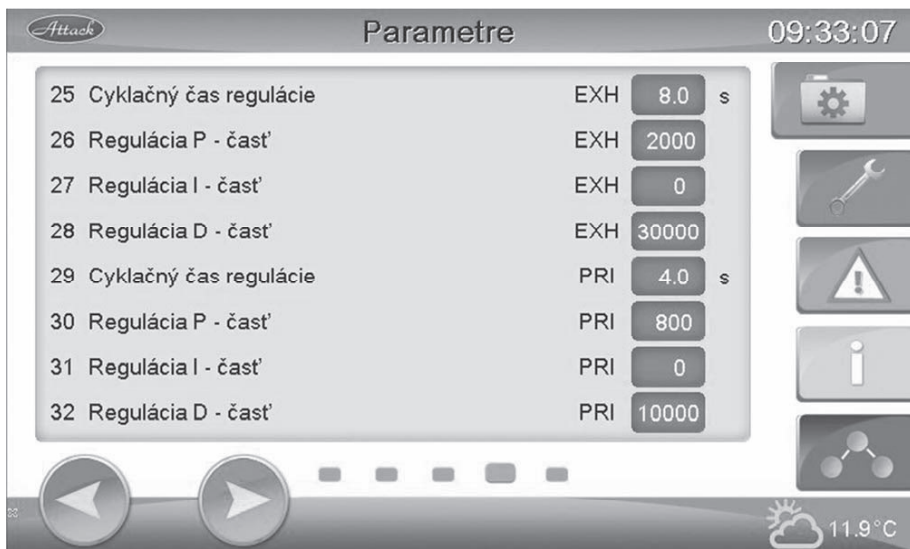 Attack
Parametre
09:33:07
25 Cyklačný čas regulácie EXH 8.0 s
26 Regulácia P - časť EXH 2000
27 Regulácia I - časť EXH 0
28 Regulácia D - časť EXH 30000
29 Cyklačný čas regulácie PRI 4.0 s
30 Regulácia P - časť PRI 800
31 Regulácia I - časť PRI 0
32 Regulácia D - časť PRI 10000
11.9°C